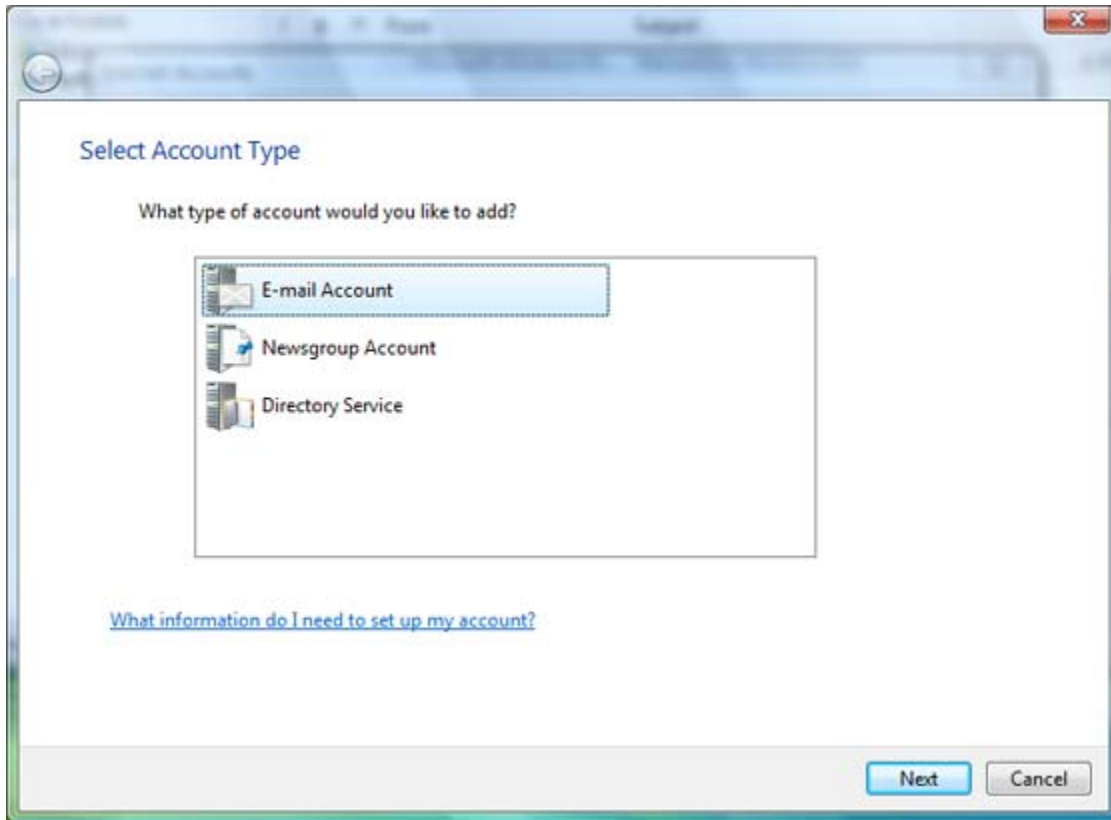 Select Account Type
What type of account would you like to add?
E-mail Account
Newsgroup Account
Directory Service
What information do I need to set up my account?
Next
Cancel